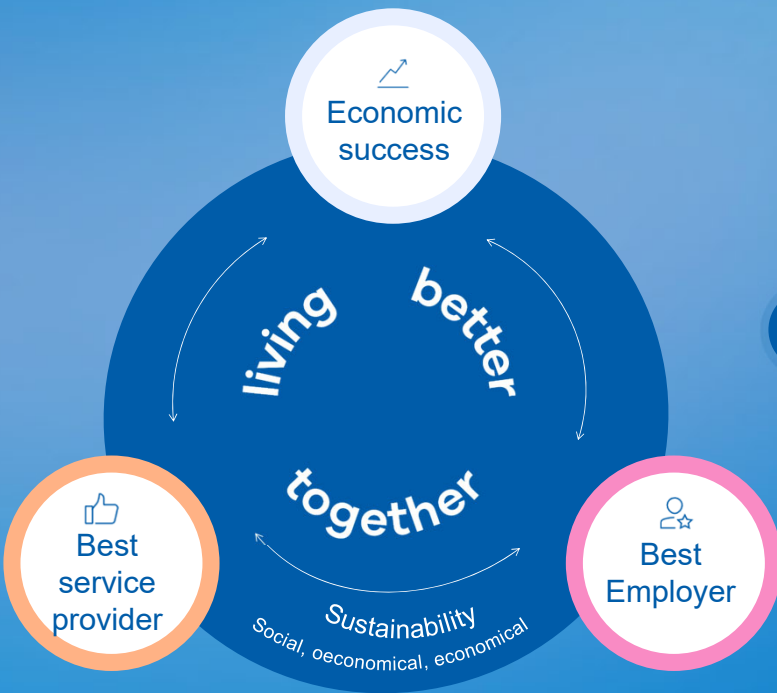 Economic
success
living
better
together
Best
service
provider
Best
Employer
Sustainability
Social, oeconomical, economical